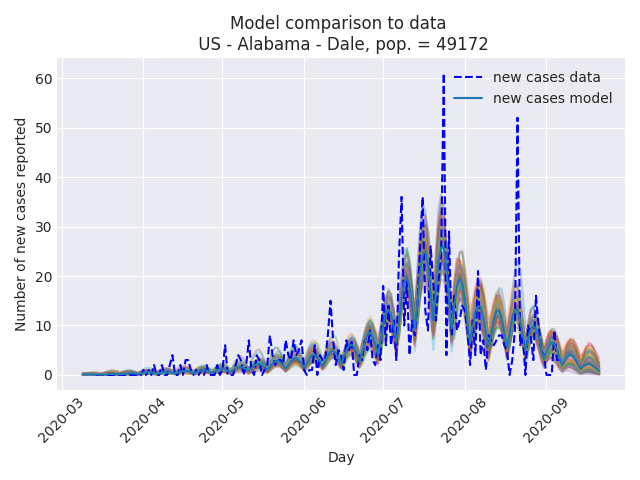 Model comparison to data
US - Alabama - Dale, pop. = 49172
new cases data
new cases model
Number of new cases reported
60
50
40
30
20
10
0
2020-03
2020-04
2020-05
2020-06
2020-07
2020-08
2020-09
Day